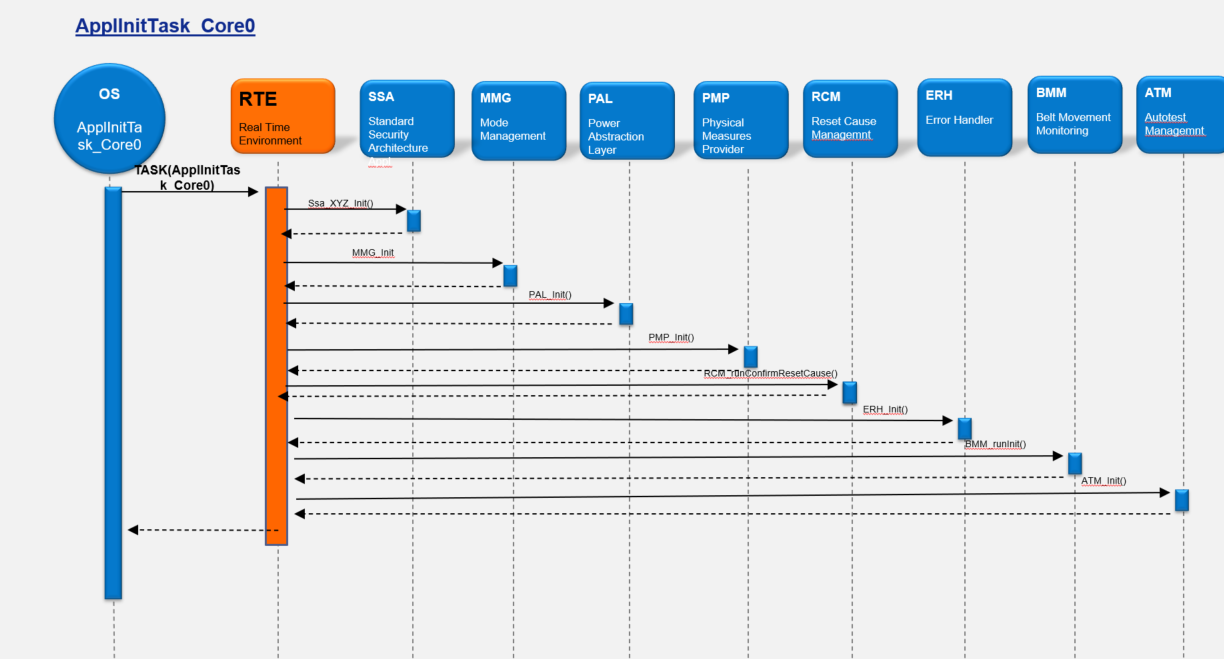 ApplInitTask_Core0
OS
ApplInitTa
sk_Core0
RTE
Real Time
Environment
SSA
Standard
Security
Architecture
MMG
Mode
Management
PAL
Power
Abstraction
Layer
PMP
Physical
Measures
Provider
RCM
Reset Cause
Managemnt
ERH
Error Handler
BMM
Belt Movement
Monitoring
ATM
Autotest
Managemnt
TASK(ApplInitTas
k_Core0)
Ssa_XYZ_Init()
MMG_Init
PAL_Init()
PMP_Init()
RCM_runConfirmResetCause()
ERH_Init()
BMM_runInit()
ATM_Init()